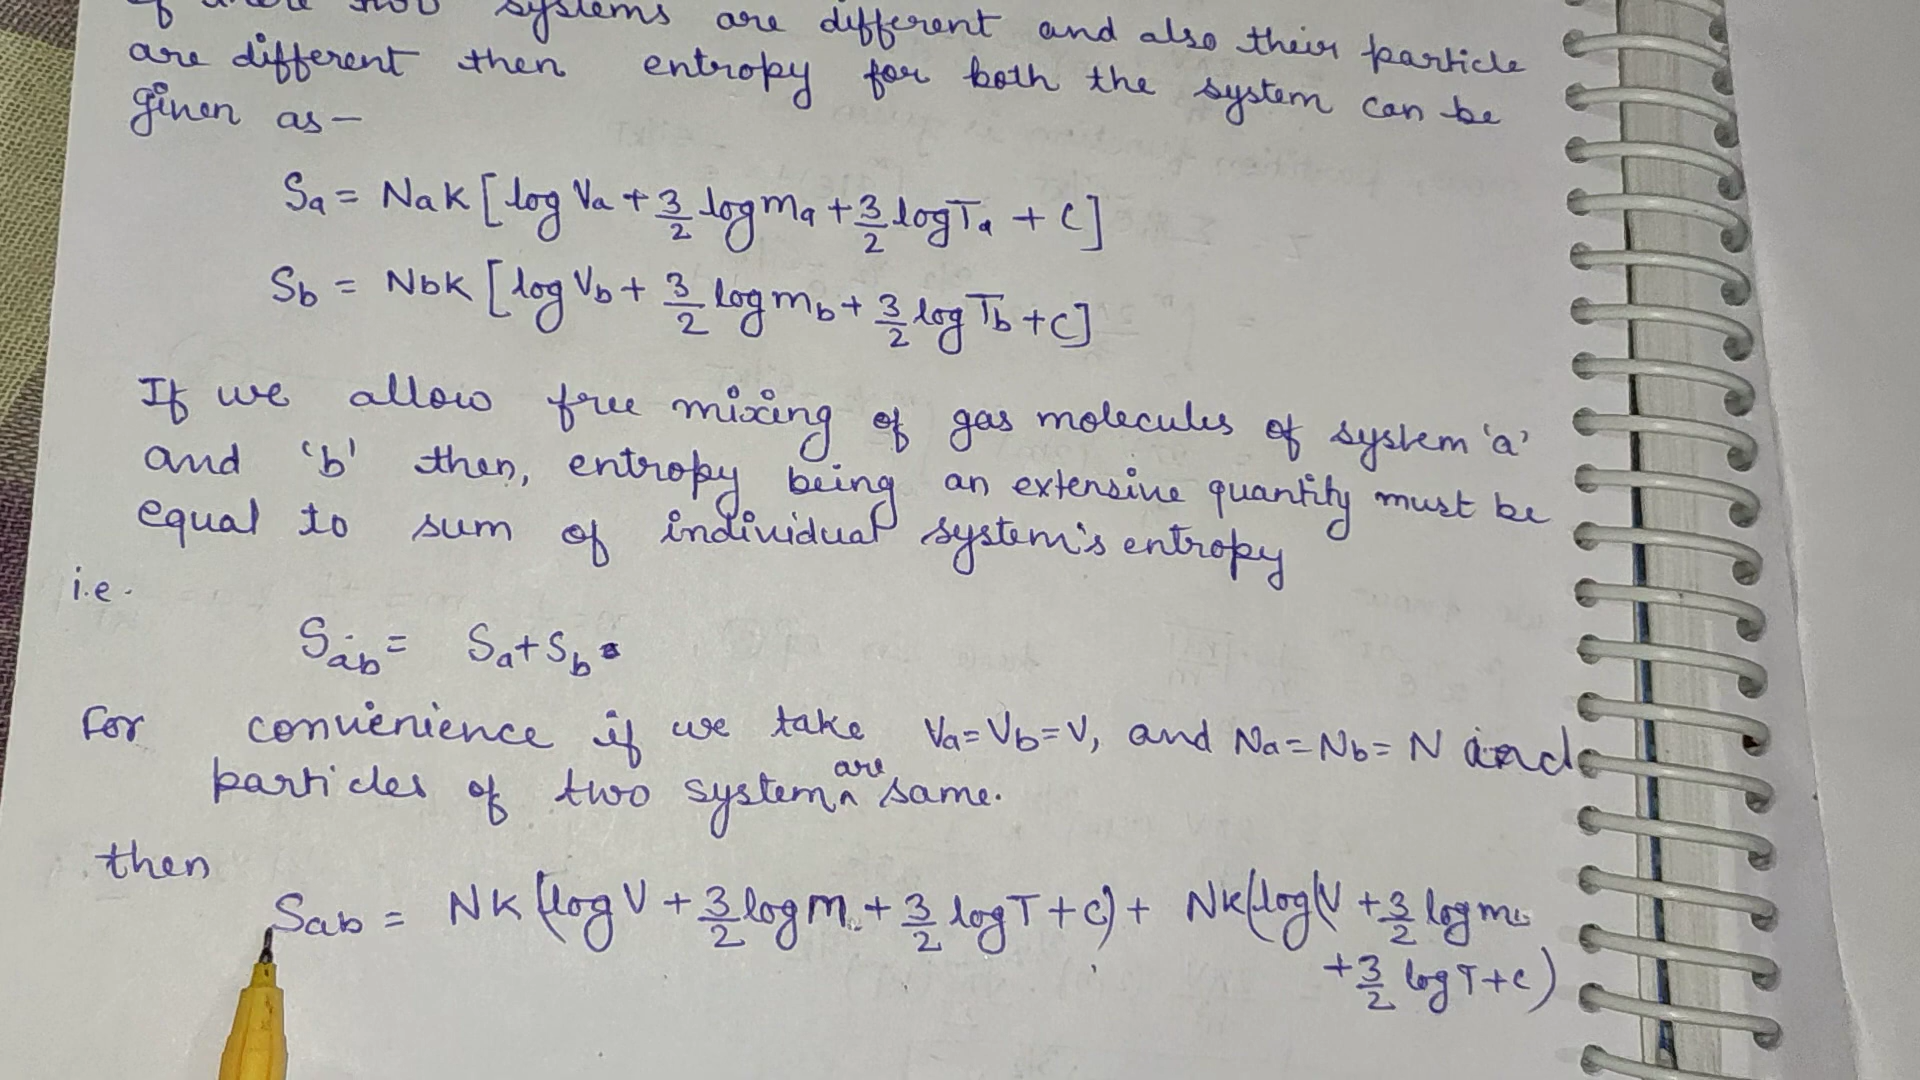 systems are different and also their particle
are different then entropy for both the system can be
given as-
Sa = Nak [log Va + 3/2 log ma + 3/2 log Ta + C]
Sb = Nbk [log Vb + 3/2 log mb + 3/2 log Tb + C]
If we allow free mixing of gas molecules of system 'a'
and 'b' then, entropy being an extensive quantity must be
equal to sum of individual system's entropy
i.e.
Sab = Sa + Sb
For convienience if we take Va = Vb = V, and Na = Nb = N and
particles of two system are same.
then
Sab = Nk (log V + 3/2 log m + 3/2 log T + C) + Nk (log V + 3/2 log m
+ 3/2 log T + C)